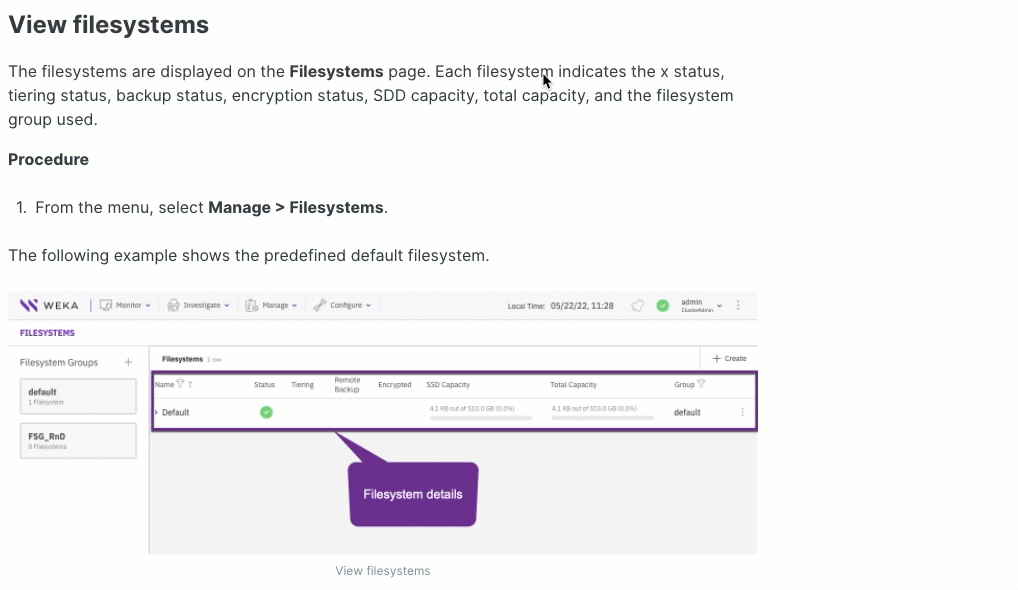 View filesystems
The filesystems are displayed on the Filesystems page. Each filesystem indicates the x status,
tiering status, backup status, encryption status, SDD capacity, total capacity, and the filesystem
group used.
Procedure
1. From the menu, select Manage > Filesystems.
The following example shows the predefined default filesystem.
WEKA Monitor Investigate Manage Configure Local Time: 05/22/22, 11:28 admin
ClusterAdmin
FILESYSTEMS
Filesystem Groups +
default
1 Filesystem
FSG_RnD
0 Filesystems
Filesystems 1 row + Create
Name Status Tiering Remote Backup Encrypted SSD Capacity Total Capacity Group
Default 4.1 KB out of 510.0 GB (0.0%) 4.1 KB out of 510.0 GB (0.0%) default
Filesystem details
View filesystems